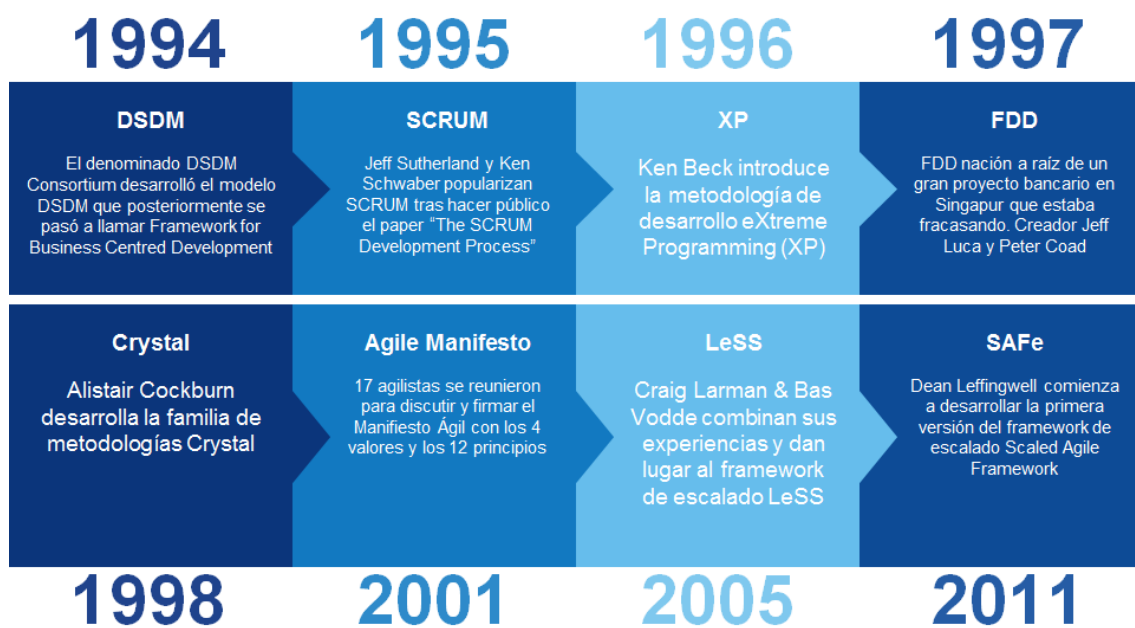 1994
1995
1996
1997
DSDM
El denominado DSDM
Consortium desarrolló el modelo
DSDM que posteriormente se
pasó a llamar Framework for
Business Centred Development
SCRUM
Jeff Sutherland y Ken
Schwaber popularizan
SCRUM tras hacer público
el paper “The SCRUM
Development Process”
XP
Ken Beck introduce
la metodología de
desarrollo eXtreme
Programming (XP)
FDD
FDD nación a raíz de un
gran proyecto bancario en
Singapur que estaba
fracasando. Creador Jeff
Luca y Peter Coad
Crystal
Alistair Cockburn
desarrolla la familia de
metodologías Crystal
Agile Manifesto
17 agilistas se reunieron
para discutir y firmar el
Manifiesto Ágil con los 4
valores y los 12 principios
LeSS
Craig Larman & Bas
Vodde combinan sus
experiencias y dan
lugar al framework
de escalado LeSS
SAFe
Dean Leffingwell comienza
a desarrollar la primera
versión del framework de
escalado Scaled Agile
Framework
1998
2001
2005
2011